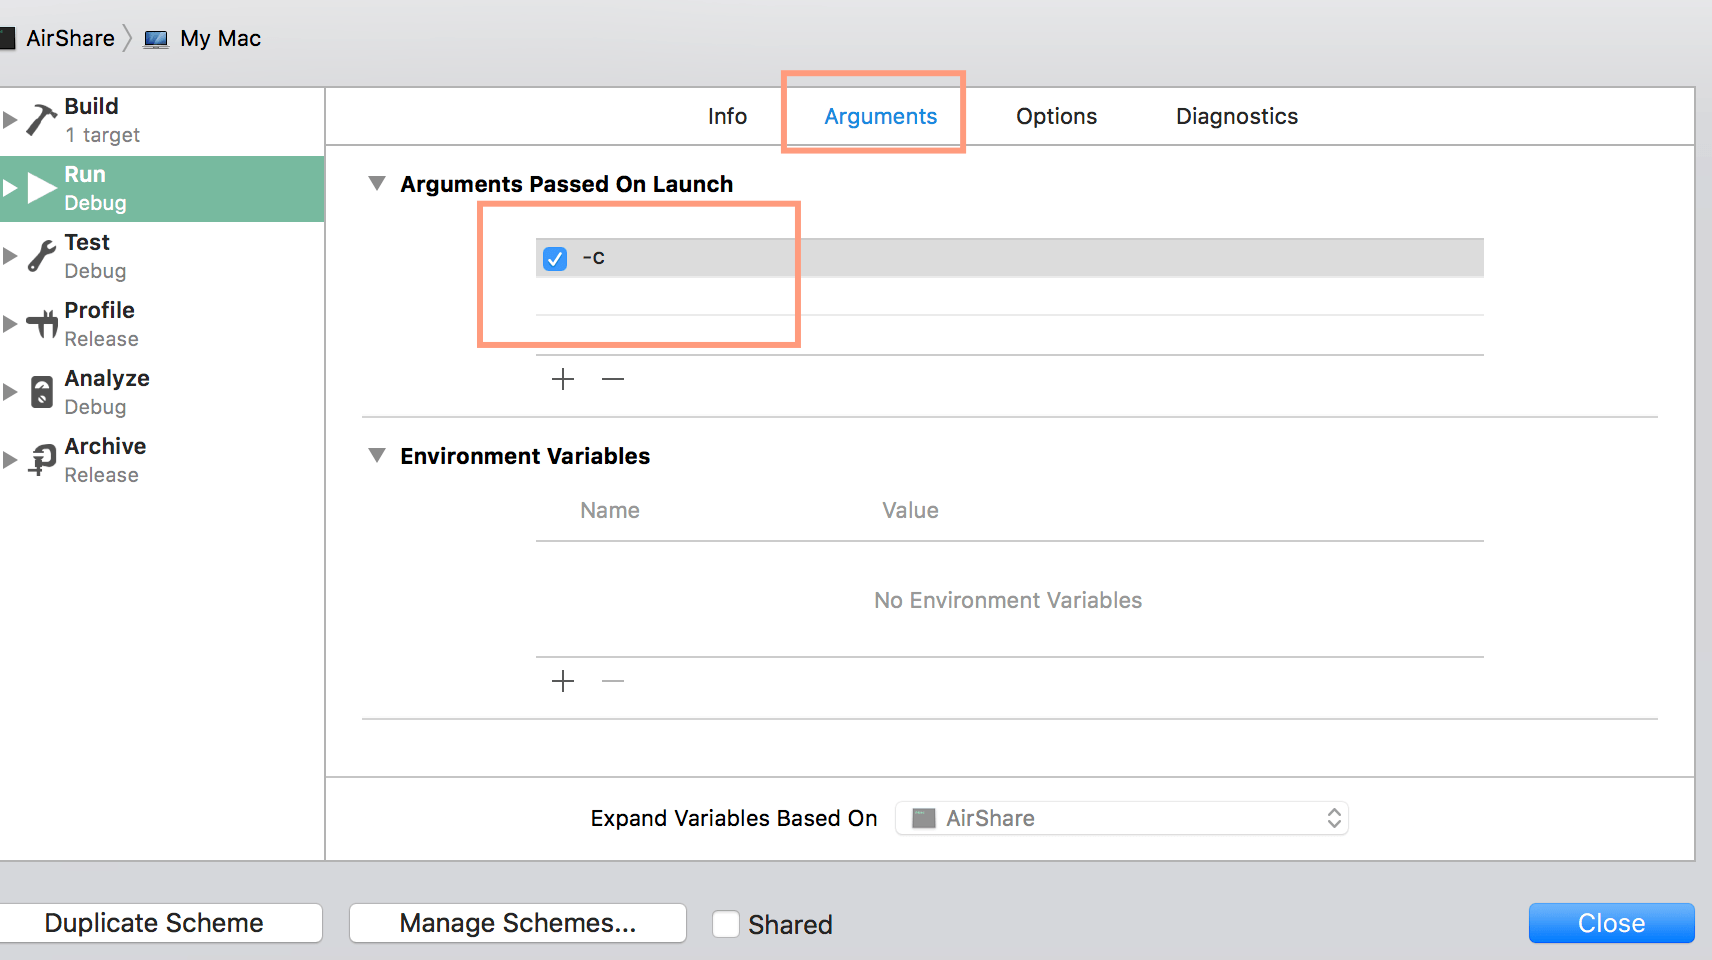 AirShare My Mac
Build
1 target
Run
Debug
Test
Debug
Profile
Release
Analyze
Debug
Archive
Release
Info Arguments Options Diagnostics
Arguments Passed On Launch
-c
Environment Variables
Name Value
No Environment Variables
Expand Variables Based On AirShare
Duplicate Scheme Manage Schemes... Shared Close